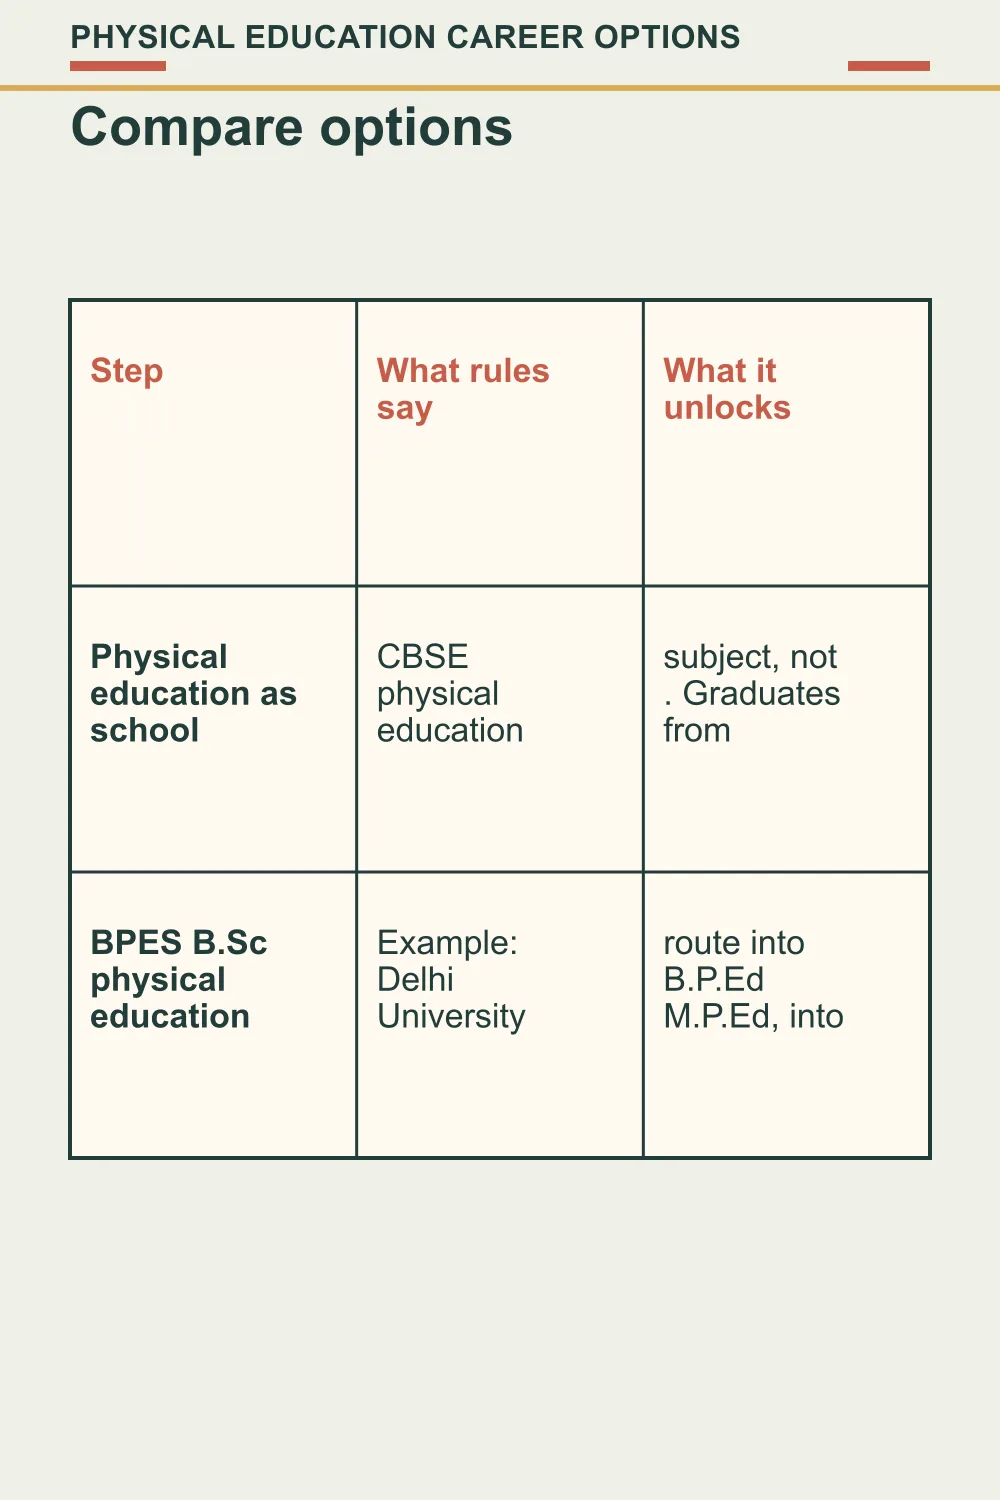 PHYSICAL EDUCATION CAREER OPTIONS
Compare options
Step
What rules
say
What it
unlocks
Physical
education as
school
CBSE
physical
education
subject, not
. Graduates
from
BPES B.Sc
physical
education
Example:
Delhi
University
route into
B.P.Ed
M.P.Ed, into